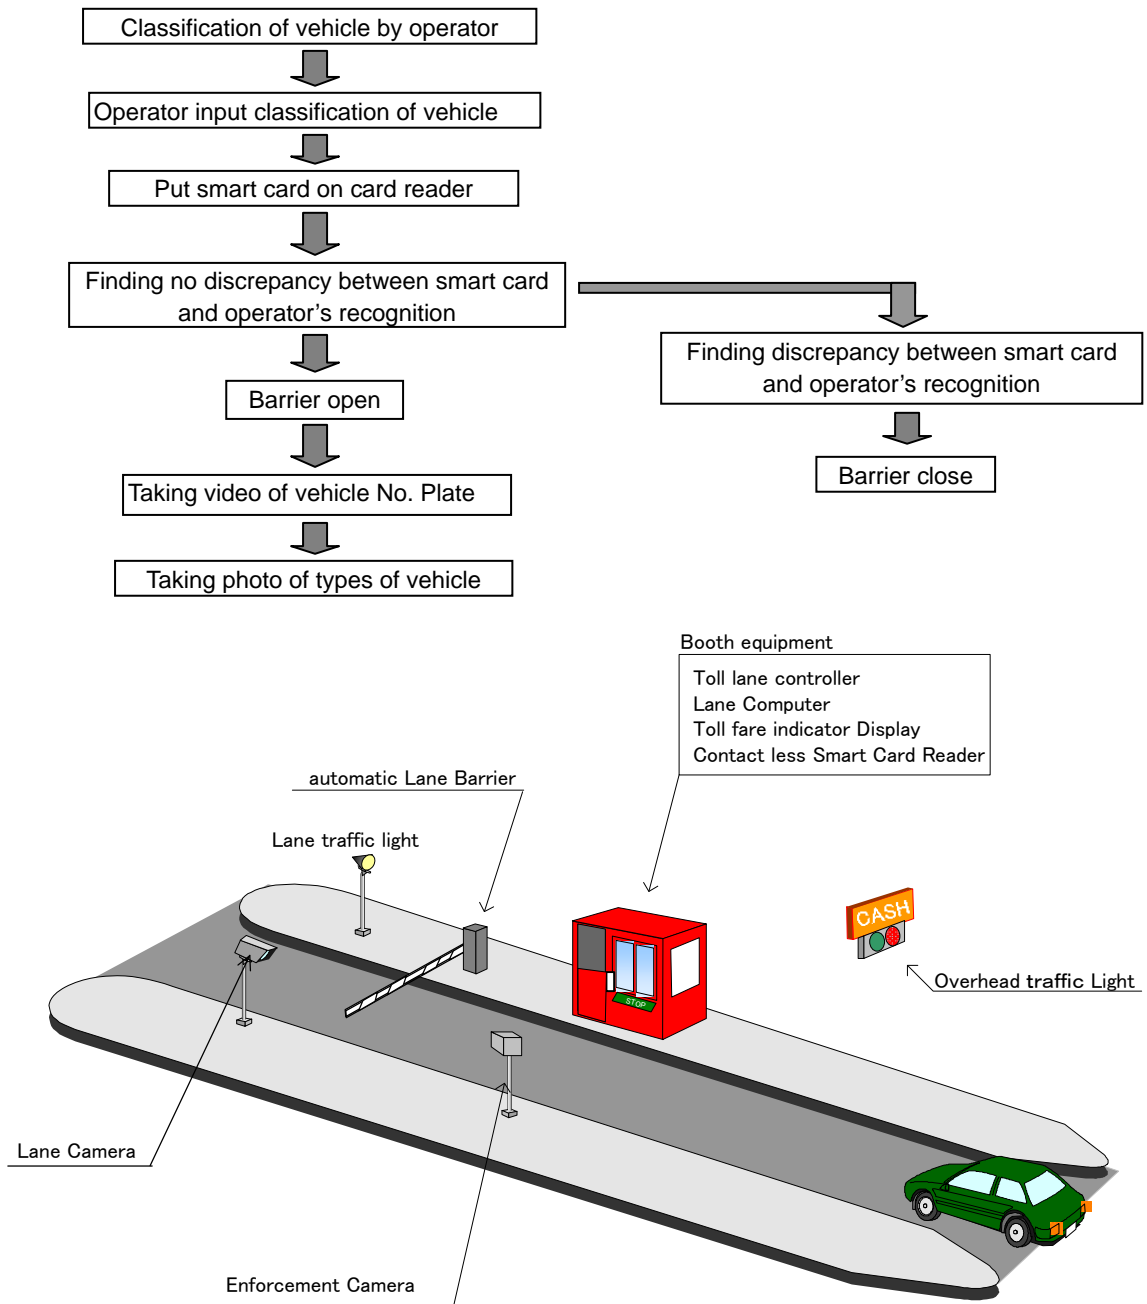 Classification of vehicle by operator
Operator input classification of vehicle
Put smart card on card reader
Finding no discrepancy between smart card
and operator's recognition
Finding discrepancy between smart card
and operator's recognition
Barrier open
Barrier close
Taking video of vehicle No. Plate
Taking photo of types of vehicle
Booth equipment
Toll lane controller
Lane Computer
Toll fare indicator Display
Contact less Smart Card Reader
automatic Lane Barrier
Lane traffic light
CASH
STOP
Overhead traffic Light
Lane Camera
Enforcement Camera